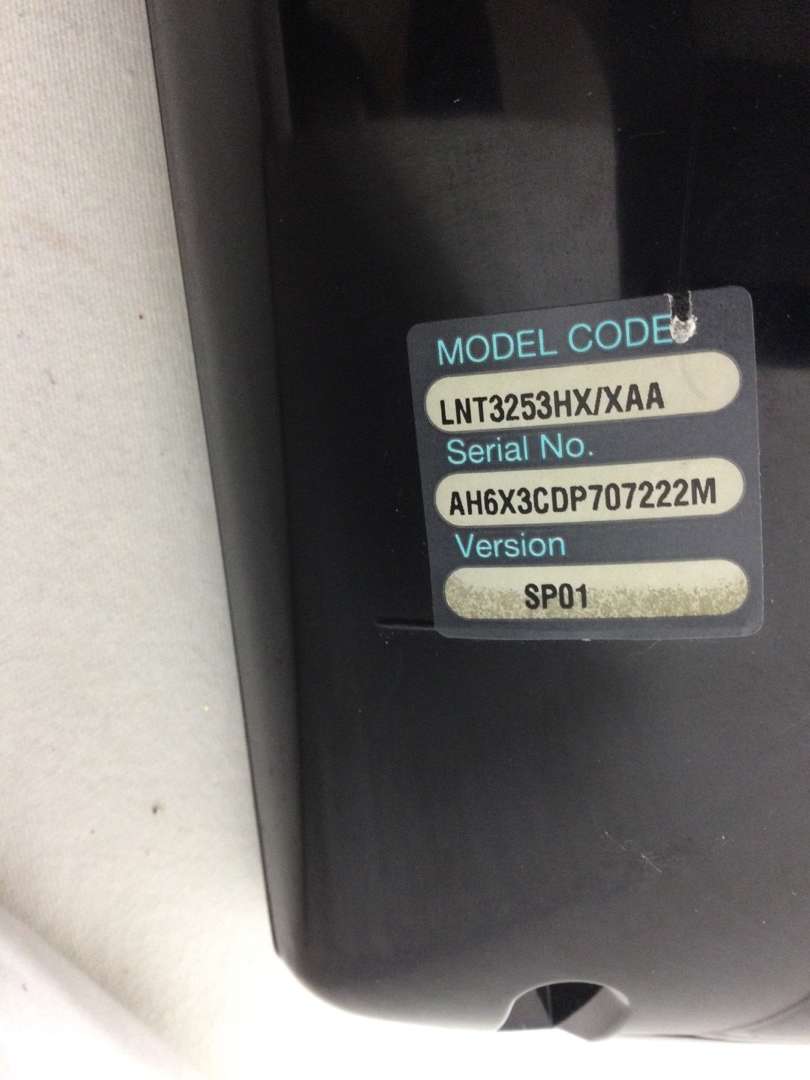 MODEL CODE
LNT3253HX/XAA
Serial No.
AH6X3CDP707222M
Version
SP01